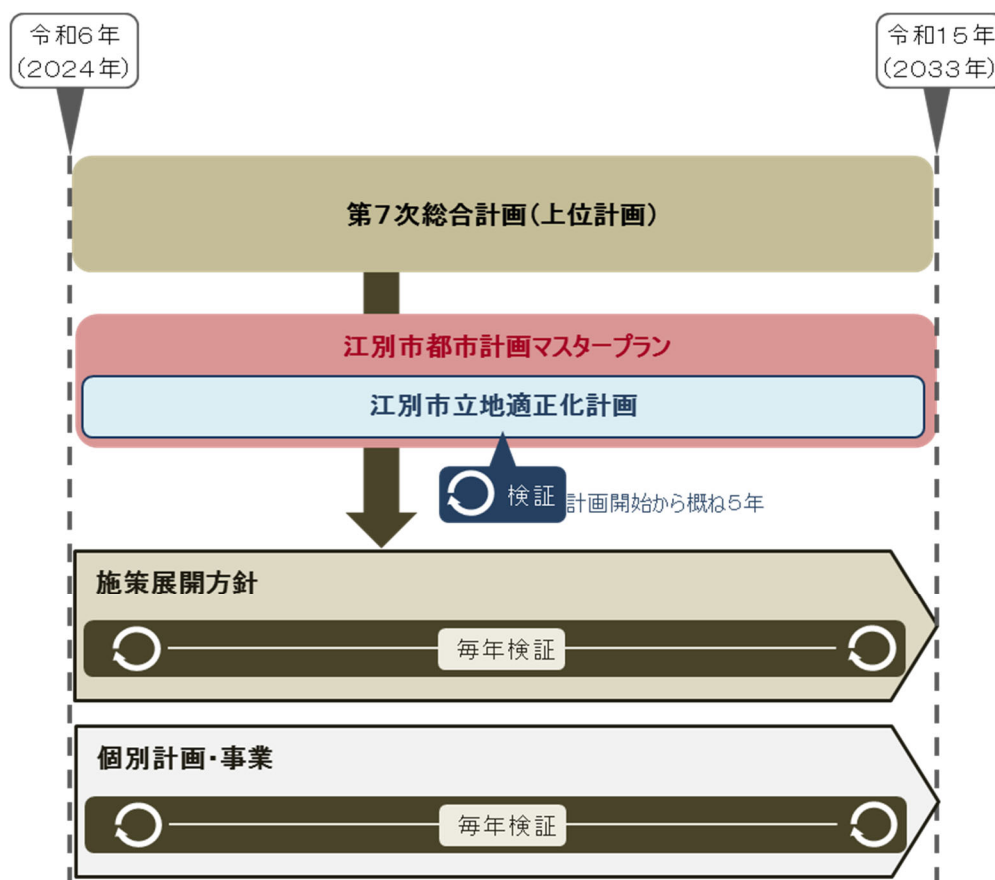 令和6年
(2024年)
令和15年
(2033年)
第7次総合計画(上位計画)
江別市都市計画マスタープラン
江別市立地適正化計画
検証
計画開始から概ね5年
施策展開方針
毎年検証
個別計画・事業
毎年検証